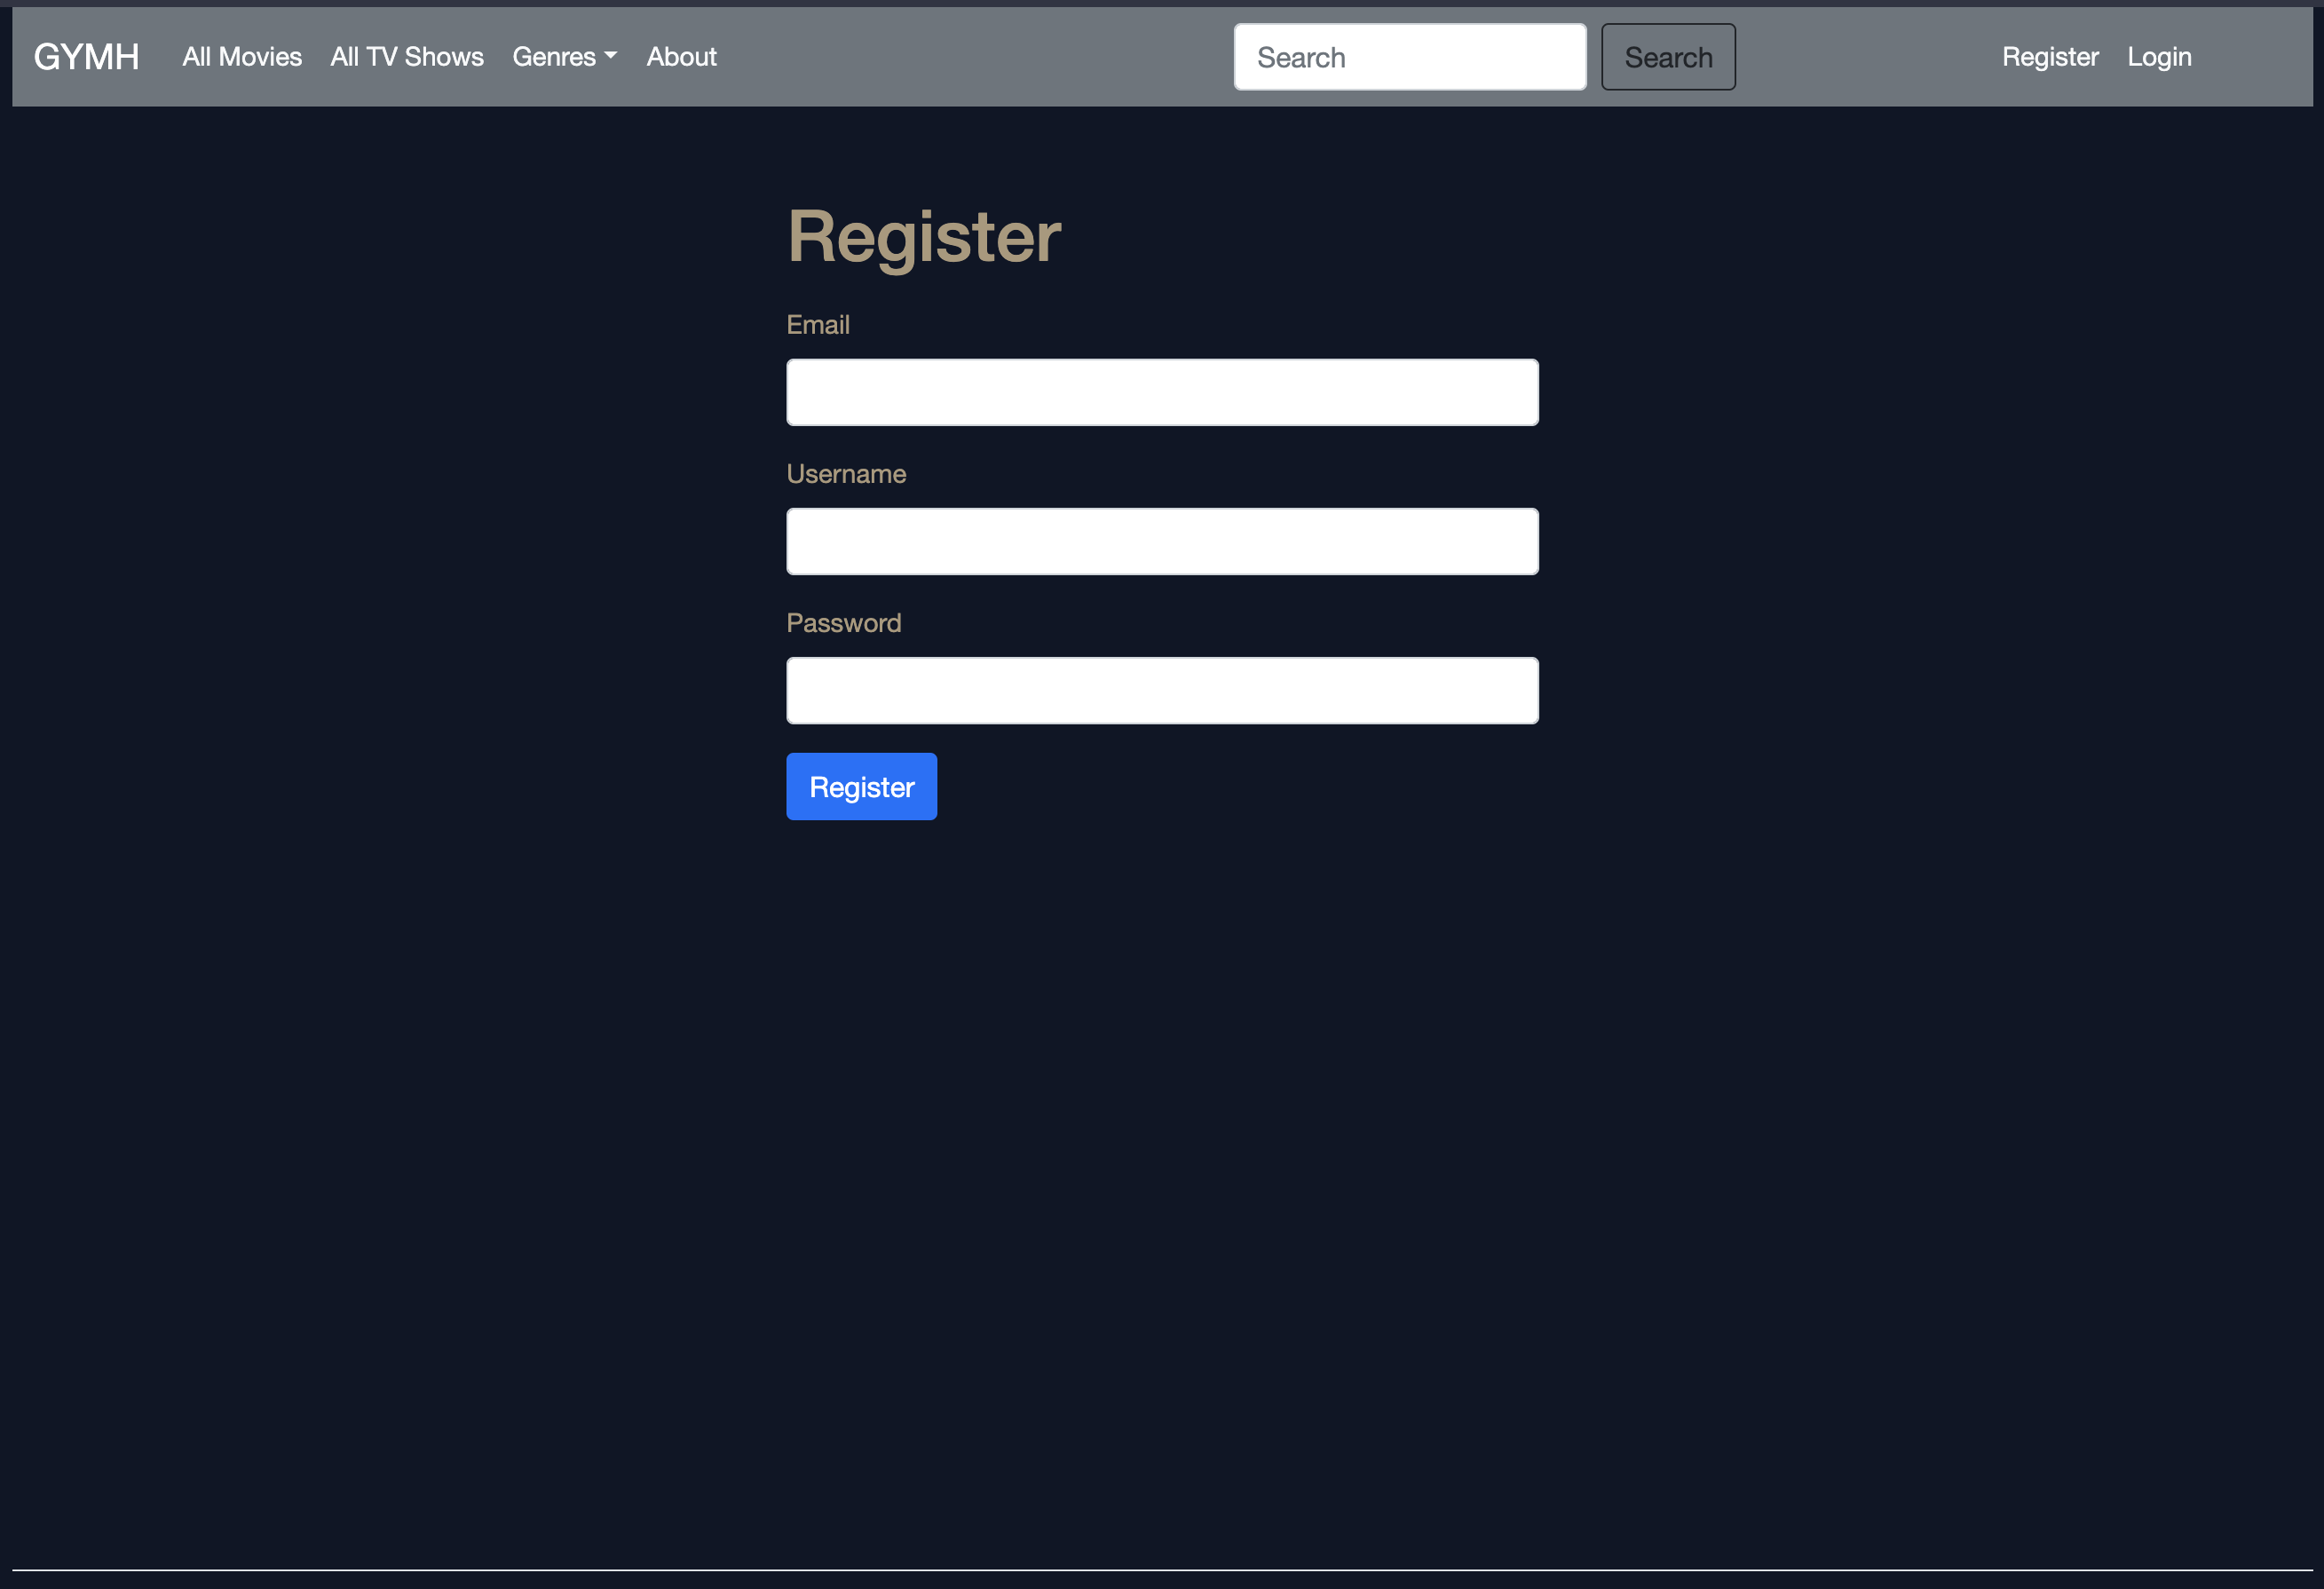 GYMH All Movies All TV Shows Genres About Search Search Register Login
Register
Email
Username
Password
Register